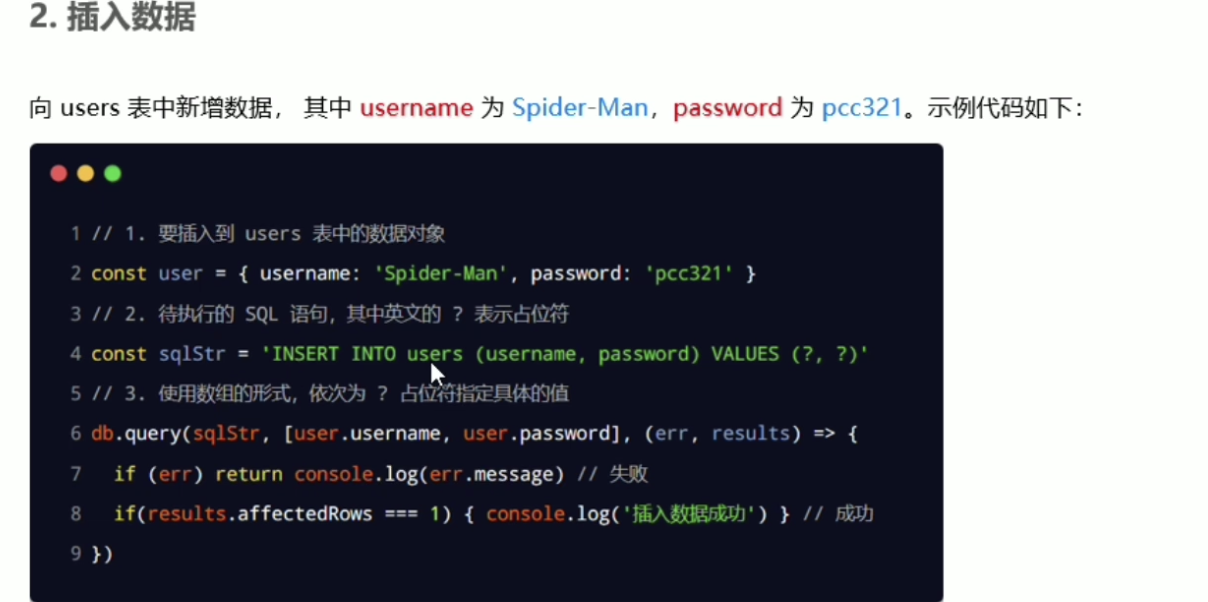 2. 插入数据
向 users 表中新增数据， 其中 username 为 Spider-Man，password 为 pcc321。示例代码如下：
1 // 1. 要插入到 users 表中的数据对象
2 const user = { username: 'Spider-Man', password: 'pcc321' }
3 // 2. 待执行的 SQL 语句，其中英文的 ? 表示占位符
4 const sqlStr = 'INSERT INTO users (username, password) VALUES (?, ?)'
5 // 3. 使用数组的形式，依次为 ? 占位符指定具体的值
6 db.query(sqlStr, [user.username, user.password], (err, results) => {
7   if (err) return console.log(err.message) // 失败
8   if(results.affectedRows === 1) { console.log('插入数据成功') } // 成功
9 })